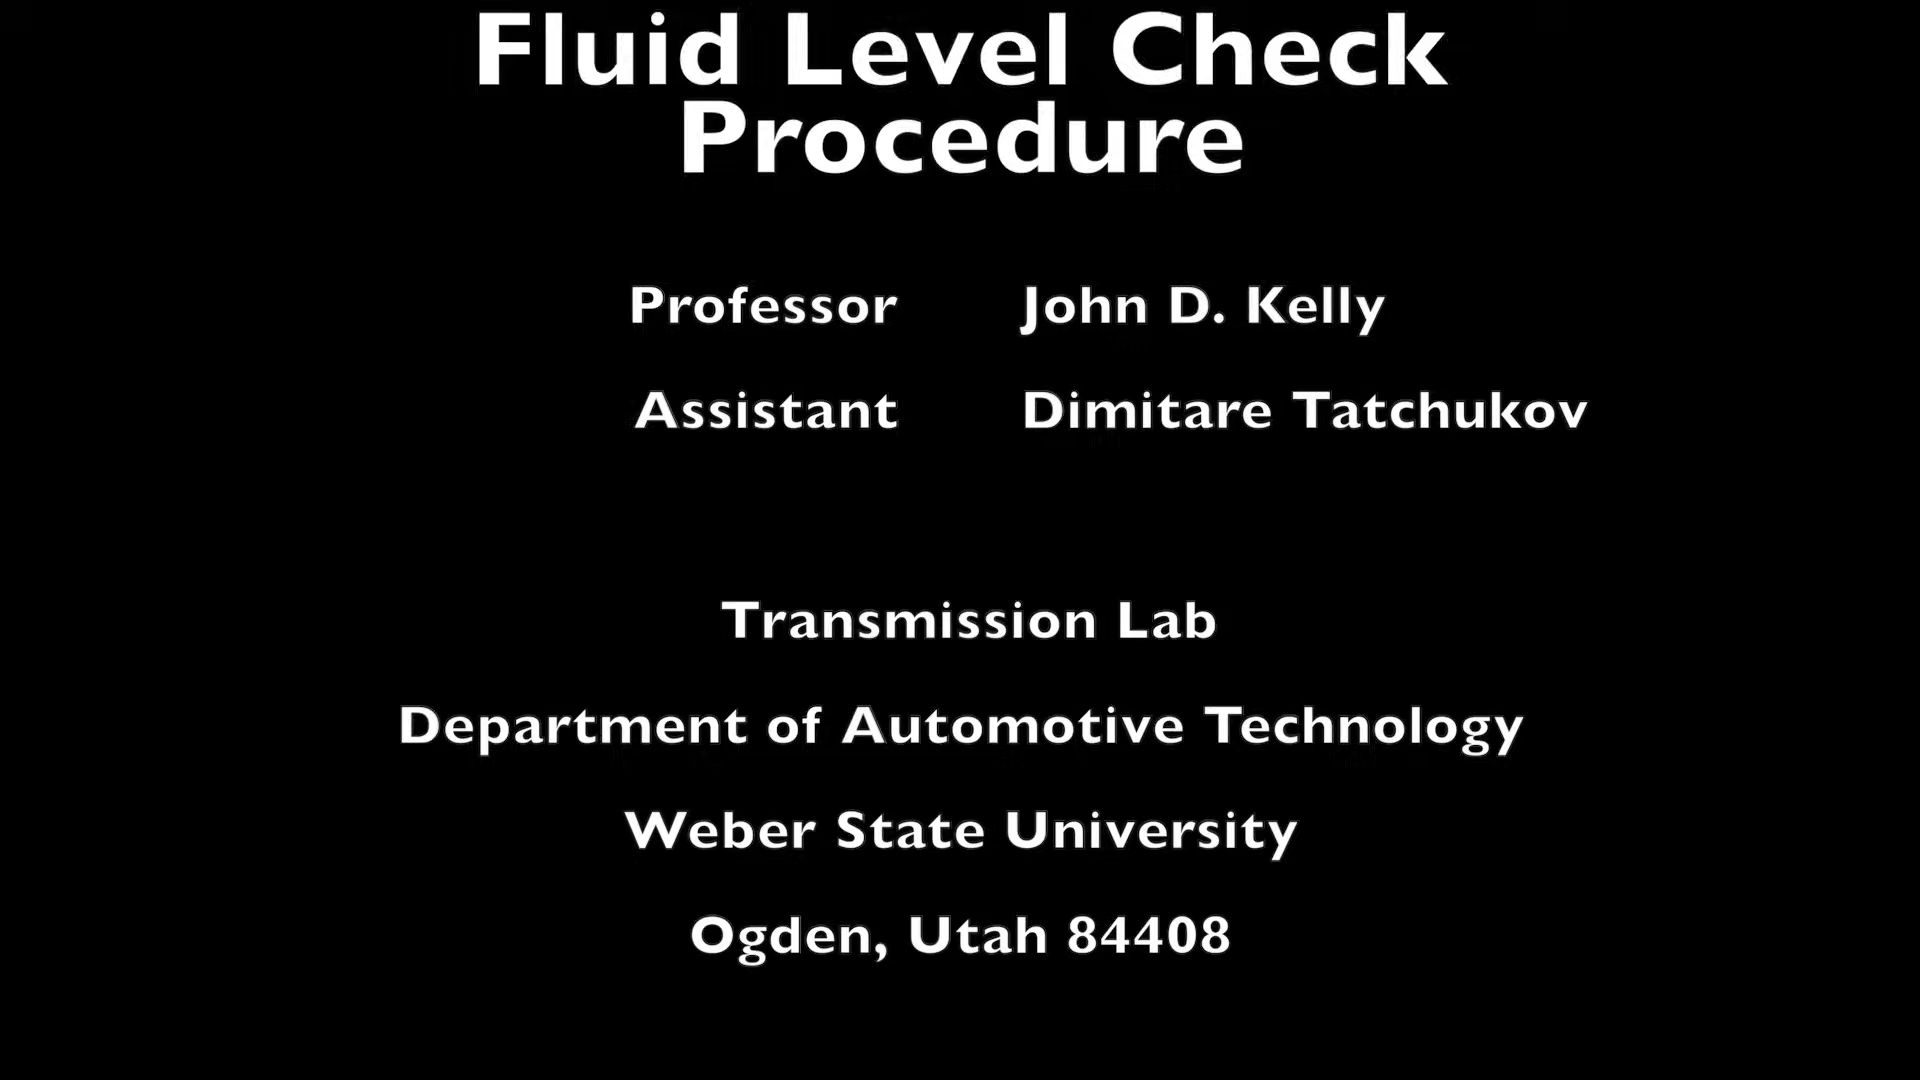 Fluid Level Check
Procedure
Professor John D. Kelly
Assistant Dimitare Tatchukov
Transmission Lab
Department of Automotive Technology
Weber State University
Ogden, Utah 84408